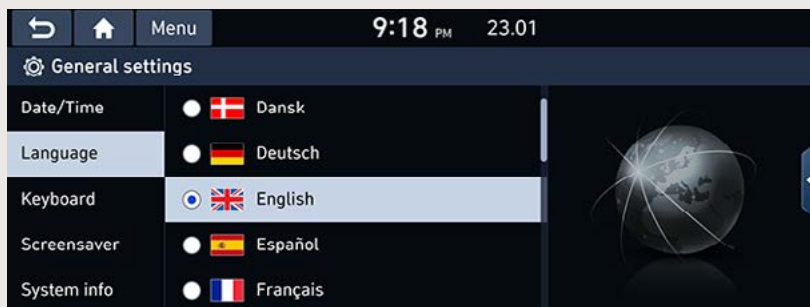 Menu 9:18 PM 23.01
General settings
Date/Time
Dansk
Language
Deutsch
Keyboard
English
Screensaver
Español
System info
Français